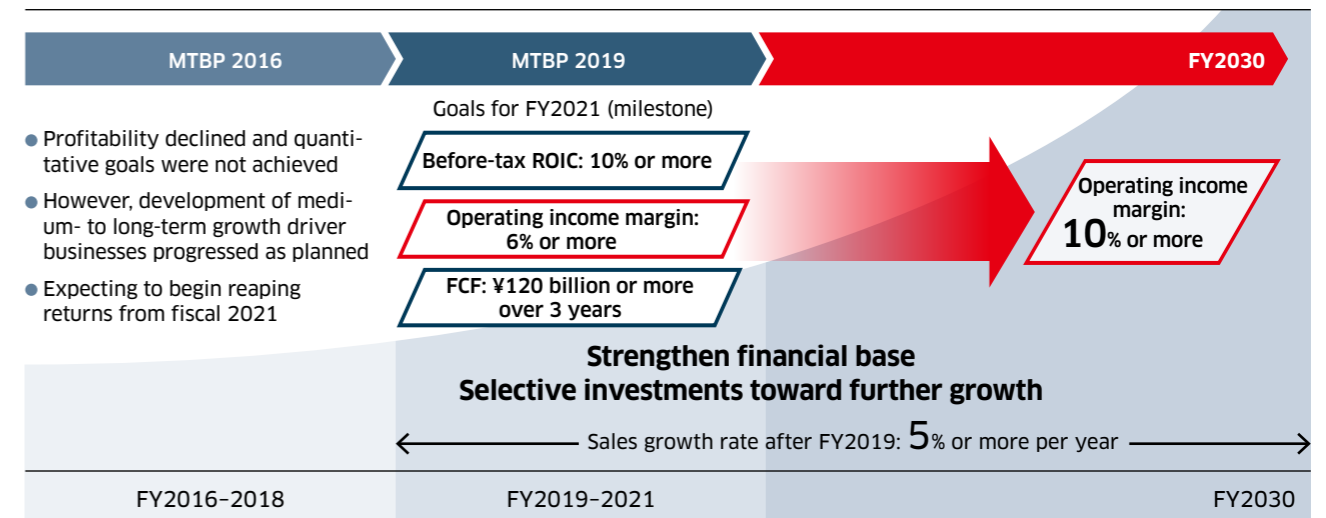 MTBP 2016
MTBP 2019
FY2030
● Profitability declined and quanti-
tative goals were not achieved
● However, development of medi-
um- to long-term growth driver
businesses progressed as planned
● Expecting to begin reaping
returns from fiscal 2021
Goals for FY2021 (milestone)
Before-tax ROIC: 10% or more
Operating income margin:
6% or more
FCF: ¥120 billion or more
over 3 years
Operating income
margin:
10% or more
Strengthen financial base
Selective investments toward further growth
Sales growth rate after FY2019: 5% or more per year
FY2016–2018
FY2019–2021
FY2030